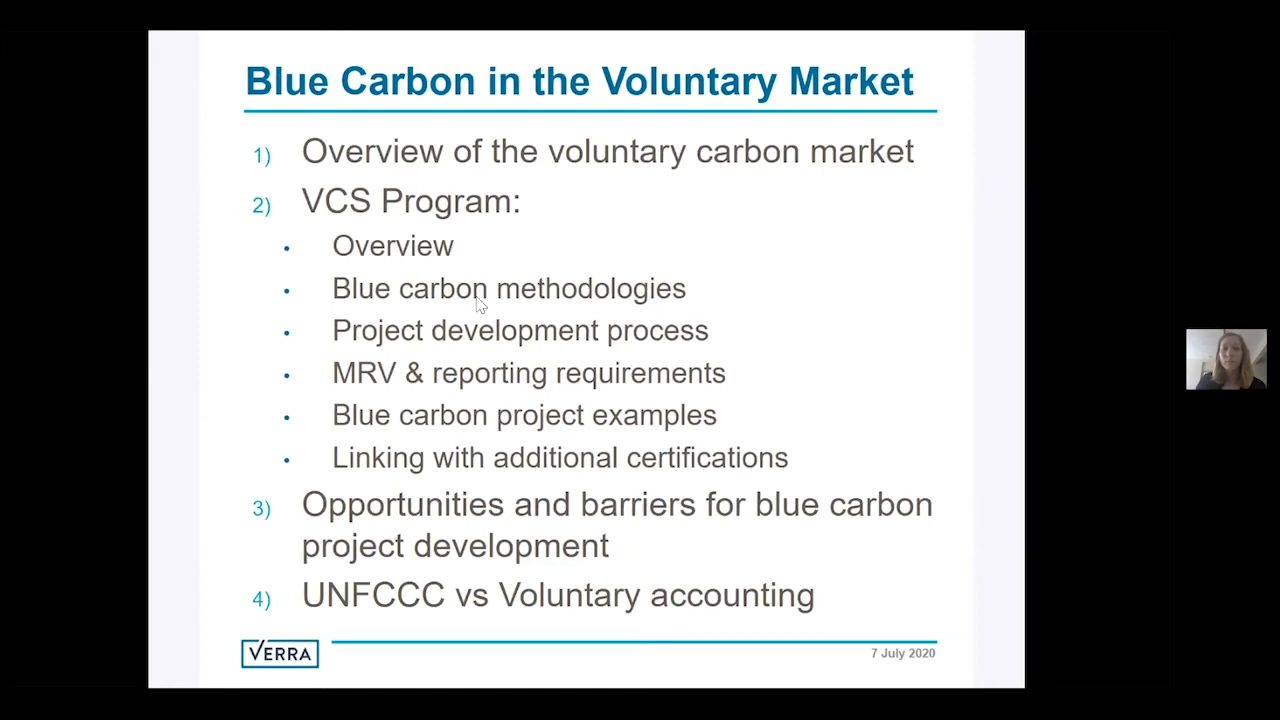 Blue Carbon in the Voluntary Market
1) Overview of the voluntary carbon market
2) VCS Program:
• Overview
• Blue carbon methodologies
• Project development process
• MRV & reporting requirements
• Blue carbon project examples
• Linking with additional certifications
3) Opportunities and barriers for blue carbon
project development
4) UNFCCC vs Voluntary accounting
VERRA
7 July 2020